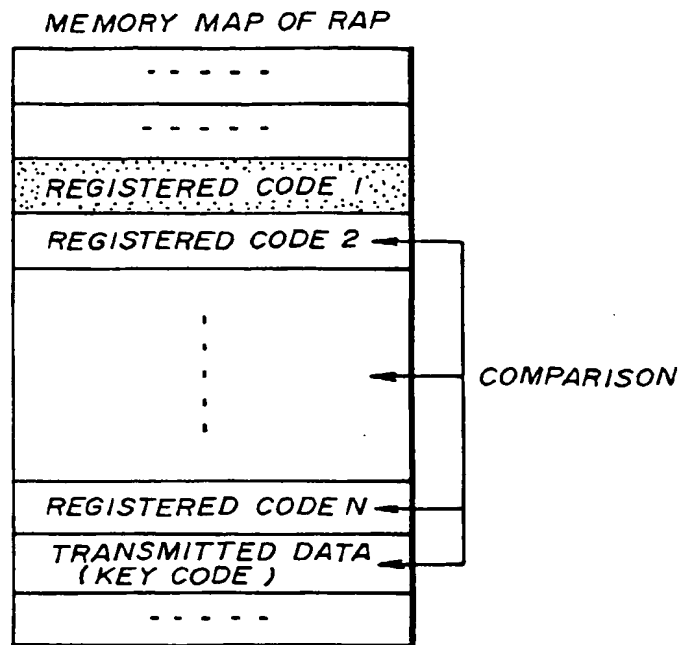 MEMORY MAP OF RAP
- - - - -
- - - - -
REGISTERED CODE 1
REGISTERED CODE 2
COMPARISON
REGISTERED CODE N
TRANSMITTED DATA
(KEY CODE)
- - - - -